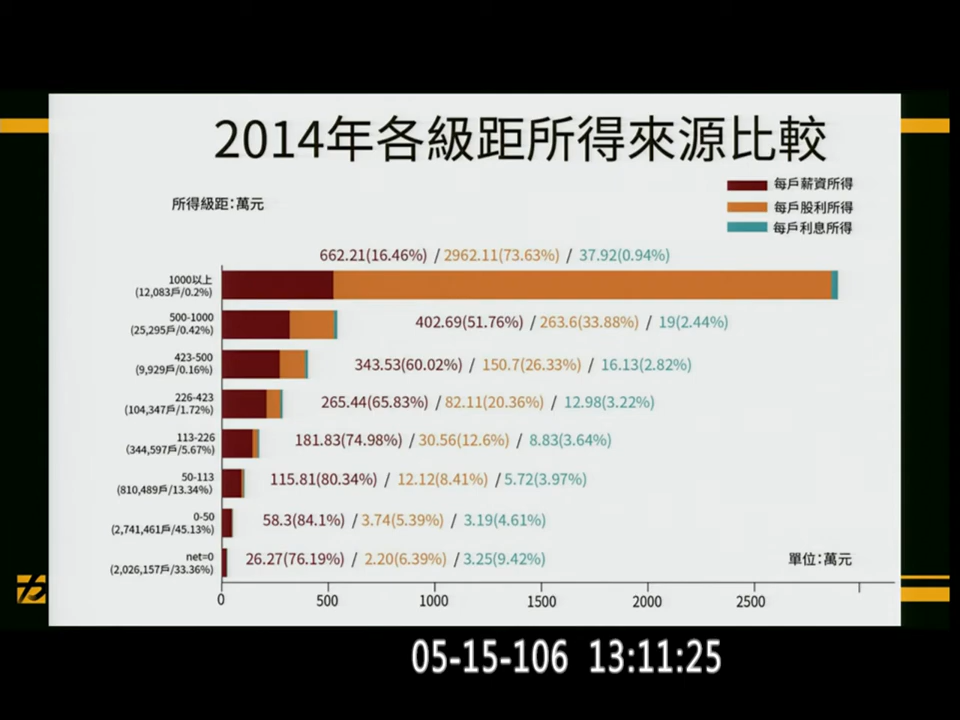 2014年各級距所得來源比較
每戶薪資所得
每戶股利所得
每戶利息所得
所得級距：萬元
662.21(16.46%) / 2962.11(73.63%) / 37.92(0.94%)
1000以上
(12,083戶/0.2%)
500-1000
(25,295戶/0.42%)
402.69(51.76%) / 263.6(33.88%) / 19(2.44%)
423-500
(9,929戶/0.16%)
343.53(60.02%) / 150.7(26.33%) / 16.13(2.82%)
226-423
(104,347戶/1.72%)
265.44(65.83%) / 82.11(20.36%) / 12.98(3.22%)
113-226
(344,597戶/5.67%)
181.83(74.98%) / 30.56(12.6%) / 8.83(3.64%)
50-113
(810,489戶/13.34%)
115.81(80.34%) / 12.12(8.41%) / 5.72(3.97%)
0-50
(2,741,461戶/45.13%)
58.3(84.1%) / 3.74(5.39%) / 3.19(4.61%)
net=0
(2,026,157戶/33.36%)
26.27(76.19%) / 2.20(6.39%) / 3.25(9.42%)
單位：萬元
0 500 1000 1500 2000 2500
05-15-106 13:11:25